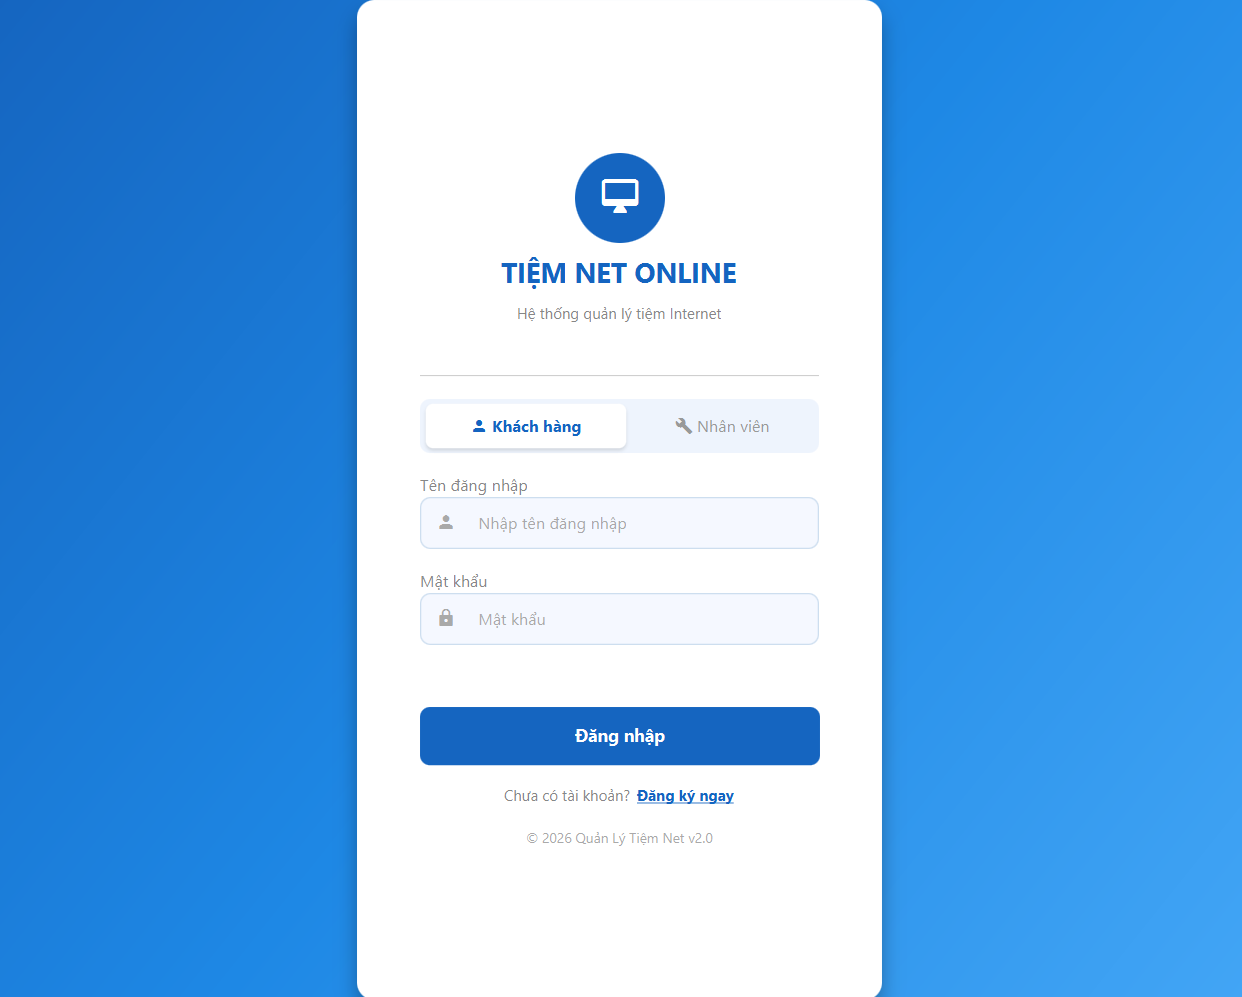 TIỆM NET ONLINE
Hệ thống quản lý tiệm Internet
Khách hàng
Nhân viên
Tên đăng nhập
Nhập tên đăng nhập
Mật khẩu
Mật khẩu
Đăng nhập
Chưa có tài khoản? Đăng ký ngay
© 2026 Quản Lý Tiệm Net v2.0